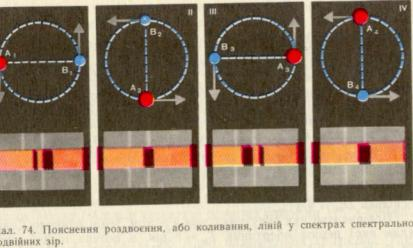 II III IV
A₁ B₁
B₂ A₂
B₃ A₃
A₄ B₄
ал. 74. Пояснення роздвоєння, або коливання, ліній у спектрах спектрально
одвійних зір.